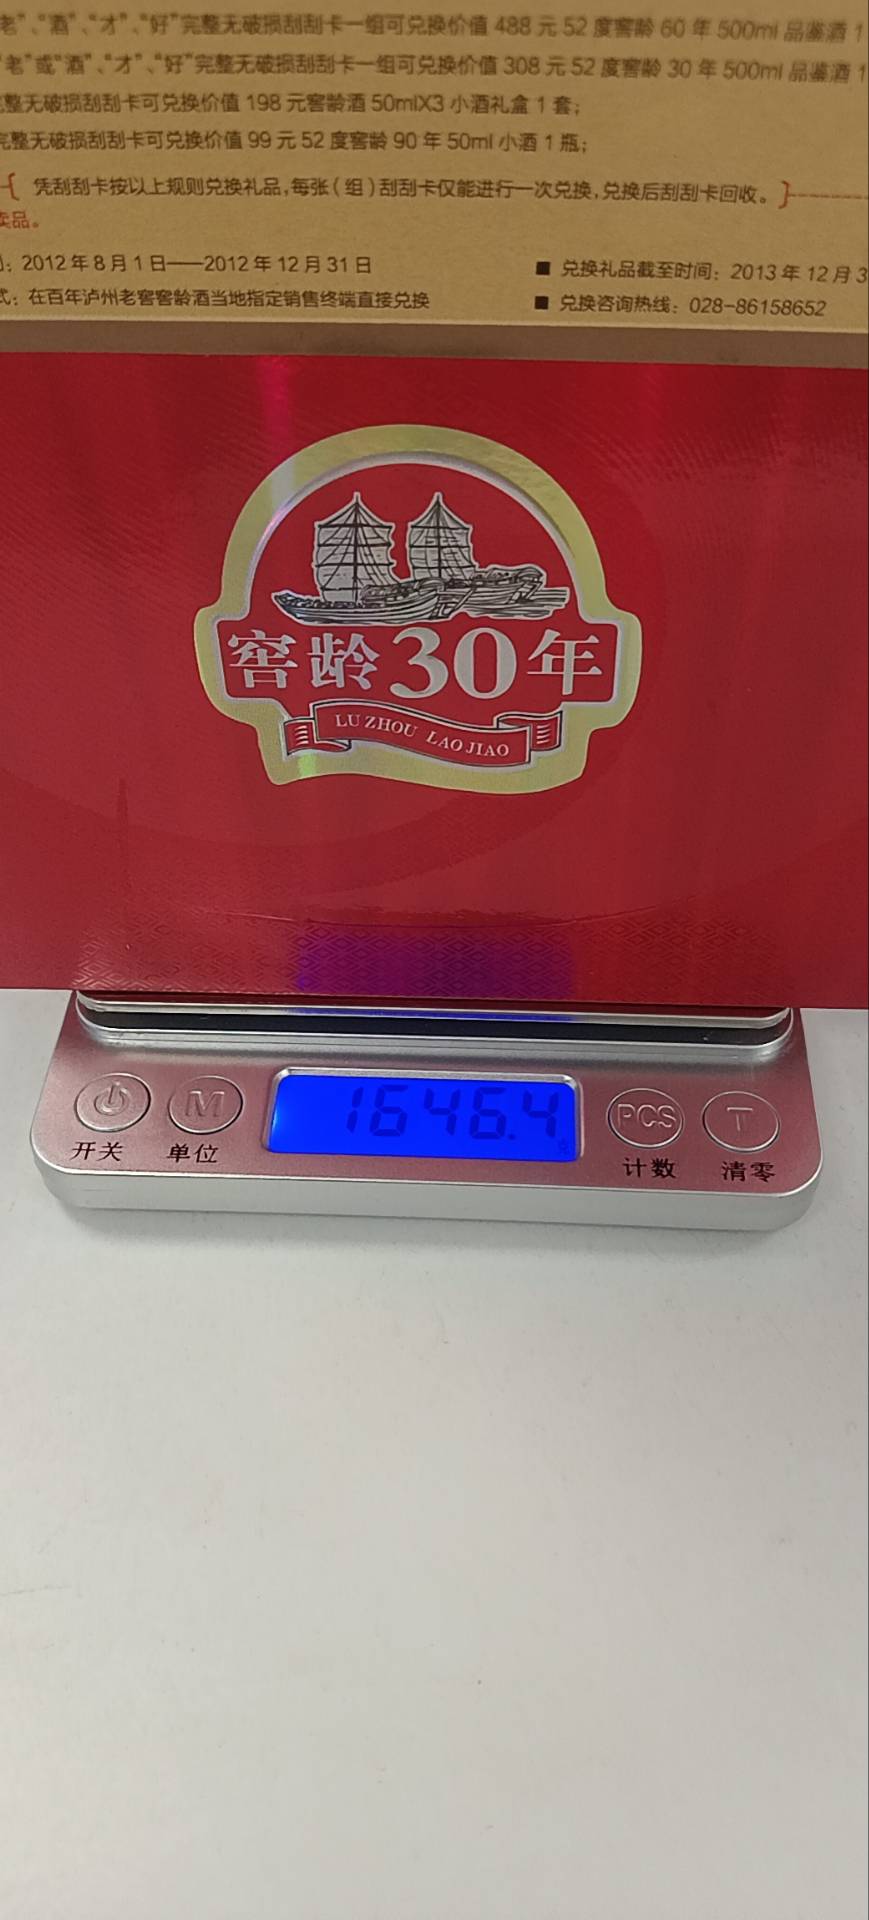 老”、“酒”、“才”、“好”完整无破损刮刮卡一组可兑换价值 488 元 52 度窖龄 60 年 500ml 品鉴酒 1
“老”或“酒”、“才”、“好”完整无破损刮刮卡一组可兑换价值 308 元 52 度窖龄 30 年 500ml 品鉴酒 1
完整无破损刮刮卡可兑换价值 198 元窖龄酒 50mlX3 小酒礼盒 1 套；
完整无破损刮刮卡可兑换价值 99 元 52 度窖龄 90 年 50ml 小酒 1 瓶；
凭刮刮卡按以上规则兑换礼品，每张（组）刮刮卡仅能进行一次兑换，兑换后刮刮卡回收。
卖品。
：2012 年 8 月 1 日——2012 年 12 月 31 日
■ 兑换礼品截至时间：2013 年 12 月 3
式：在百年泸州老窖窖龄酒当地指定销售终端直接兑换
■ 兑换咨询热线：028-86158652
窖龄30年
LU ZHOU LAO JIAO
1646.4
克
M
PCS
T
开关
单位
计数
清零